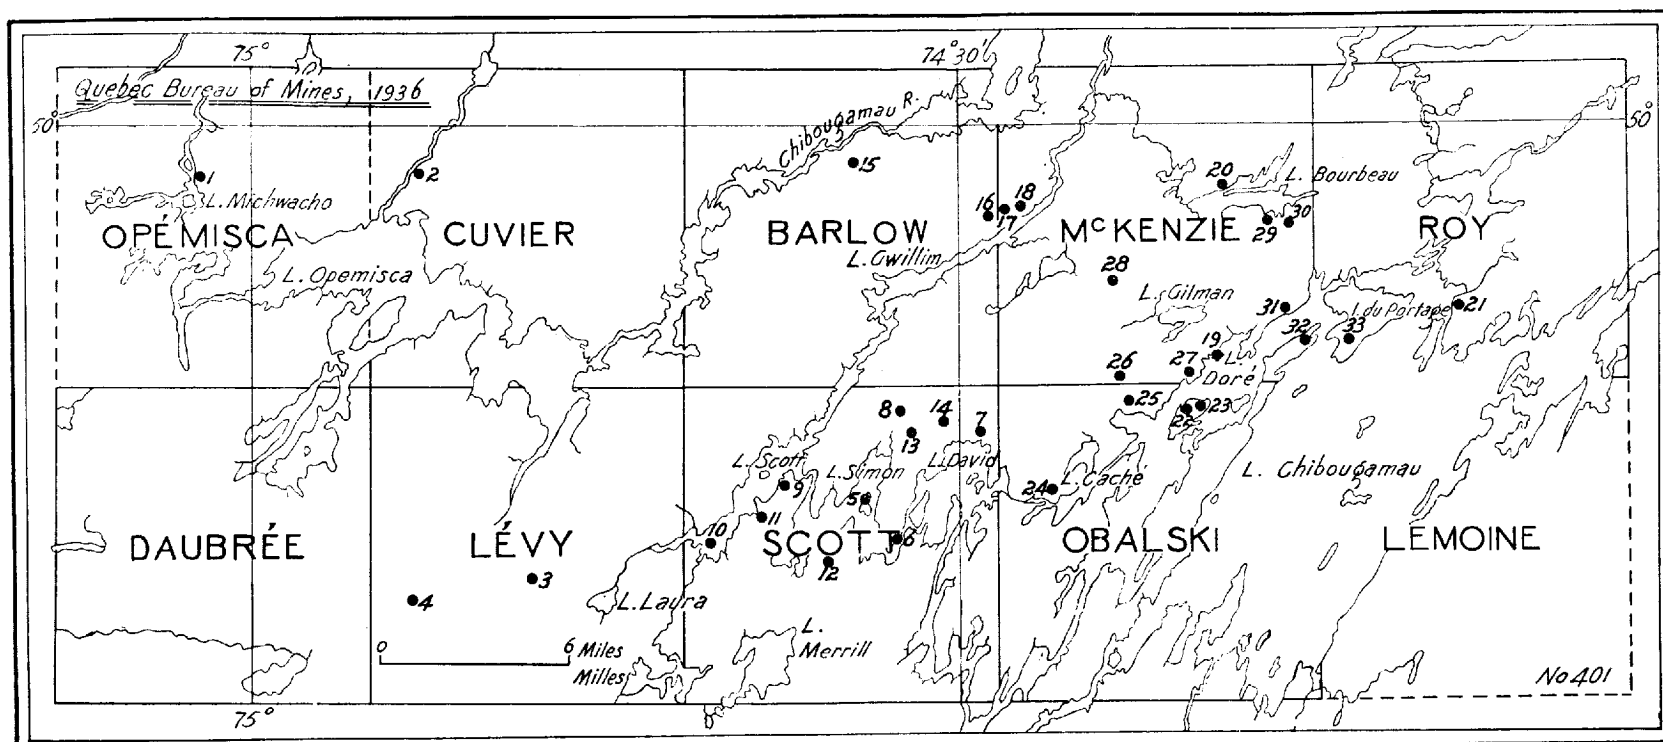 75°
74°30'
Quebec Bureau of Mines, 1936
50°
50°
Chibougamau R.
1
2
15
20
L. Bourbeau
L. Michwacho
16
17
18
29
30
OPÉMISCA
CUVIER
BARLOW
McKENZIE
ROY
L. Gwillim
L. Opemisca
28
L. Gilman
31
L. du Portage
21
32
33
19
L.
Doré
27
26
25
22
23
8
14
7
13
L. Scott
L. Simon
L. David
9
5
24
L. Caché
L. Chibougamau
11
10
DAUBRÉE
LÉVY
SCOTT
6
OBALSKI
LEMOINE
12
3
4
L. Laura
0
6 Miles
Milles
L.
Merrill
No 401
75°